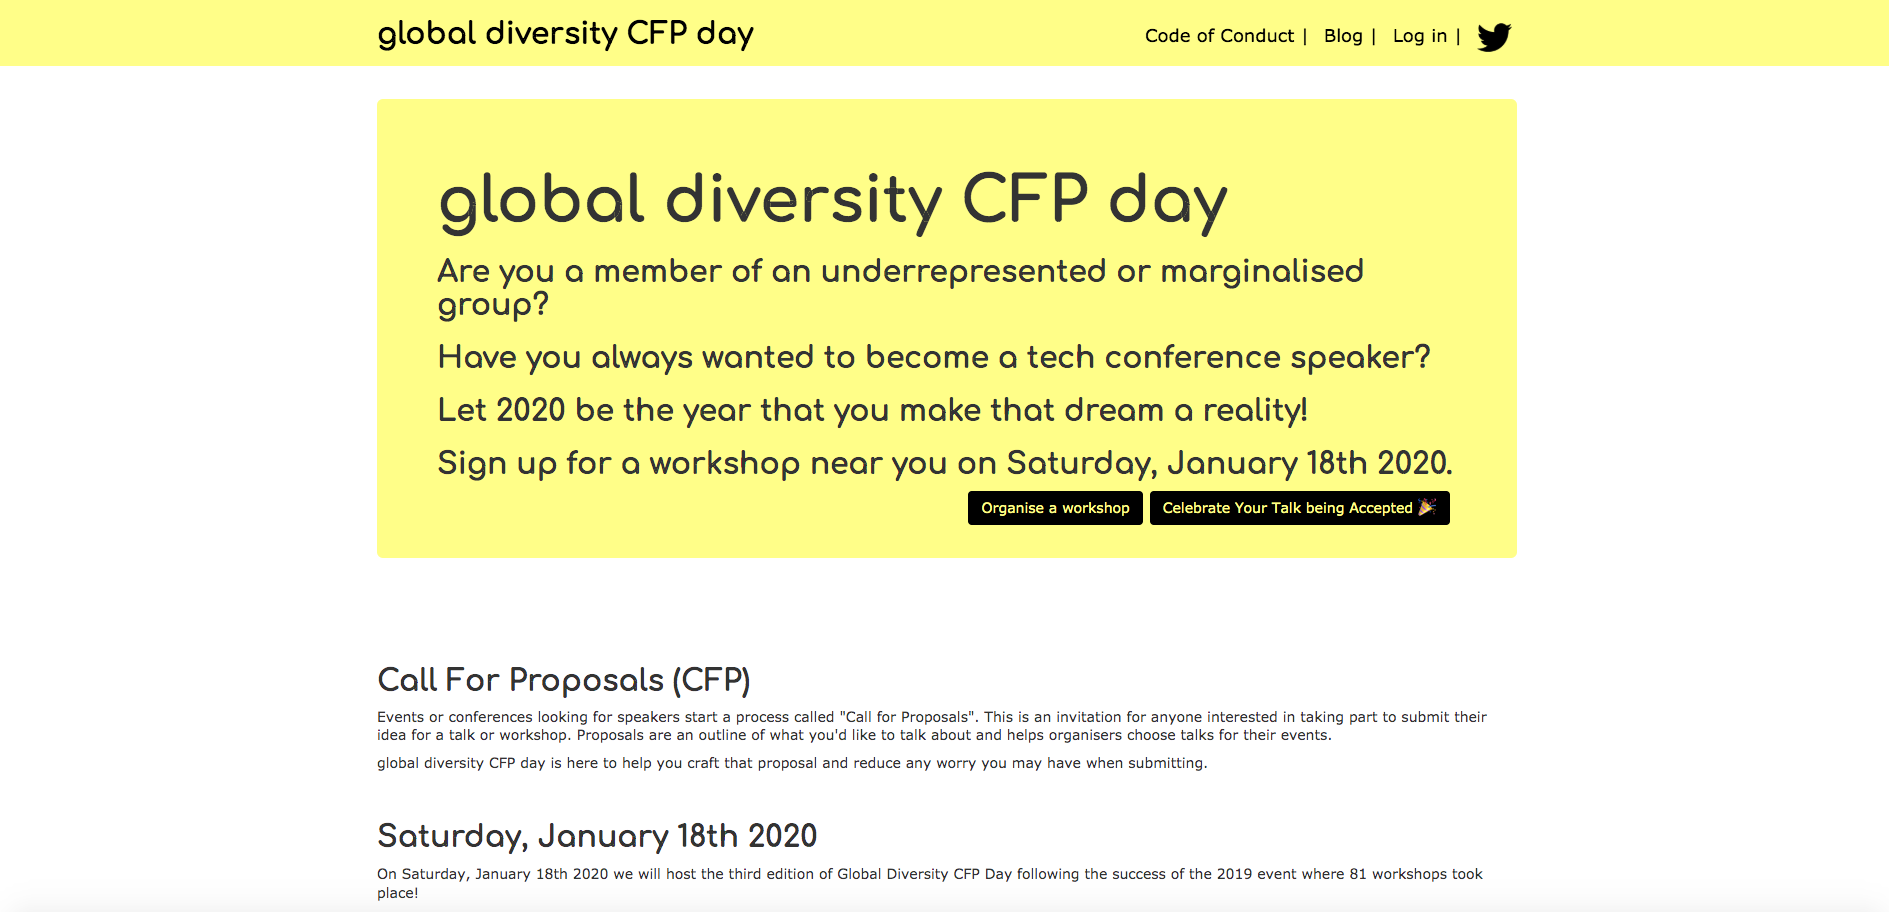 global diversity CFP day
Code of Conduct | Blog | Log in |
global diversity CFP day
Are you a member of an underrepresented or marginalised
group?
Have you always wanted to become a tech conference speaker?
Let 2020 be the year that you make that dream a reality!
Sign up for a workshop near you on Saturday, January 18th 2020.
Organise a workshop
Celebrate Your Talk being Accepted 🎉
Call For Proposals (CFP)
Events or conferences looking for speakers start a process called "Call for Proposals". This is an invitation for anyone interested in taking part to submit their
idea for a talk or workshop. Proposals are an outline of what you'd like to talk about and helps organisers choose talks for their events.
global diversity CFP day is here to help you craft that proposal and reduce any worry you may have when submitting.
Saturday, January 18th 2020
On Saturday, January 18th 2020 we will host the third edition of Global Diversity CFP Day following the success of the 2019 event where 81 workshops took
place!